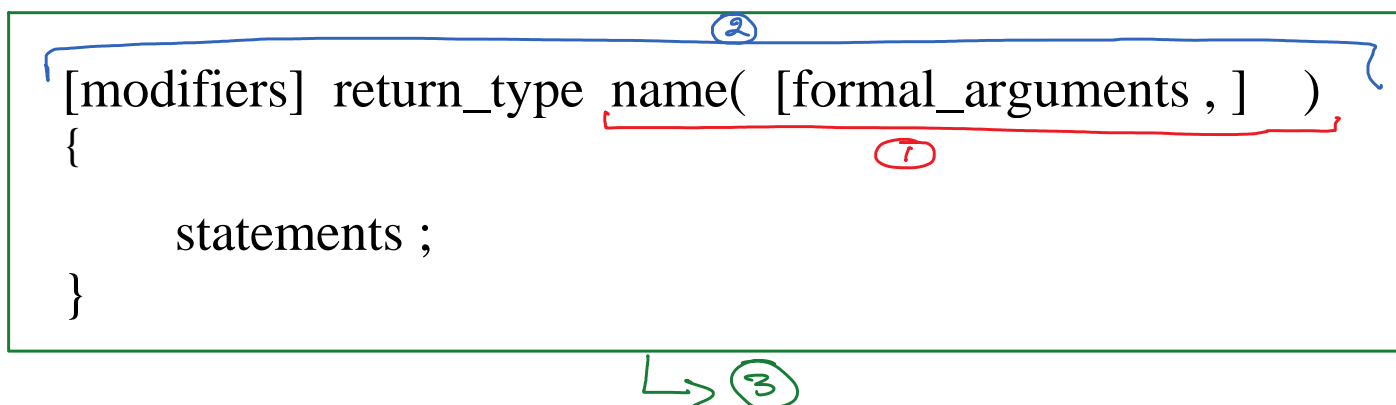 2
[modifiers] return_type name( [formal_arguments , ] )
{
1
statements ;
}
3